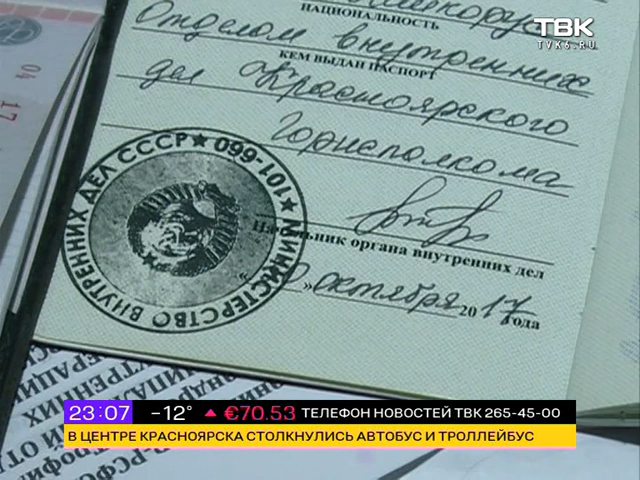 ТВК
TVK6.RU
НАЦИОНАЛЬНОСТЬ
Отделом внутренних
КЕМ ВЫДАН ПАСПОРТ
дел Красноярского
Горисполкома
МИНИСТЕРСТВО ВНУТРЕННИХ ДЕЛ СССР ★ 101-660 ★
Начальник органа внутренних дел
октября 2017 года
04
17
23:07 -12° ▲ €70.53 ТЕЛЕФОН НОВОСТЕЙ ТВК 265-45-00
В ЦЕНТРЕ КРАСНОЯРСКА СТОЛКНУЛИСЬ АВТОБУС И ТРОЛЛЕЙБУС